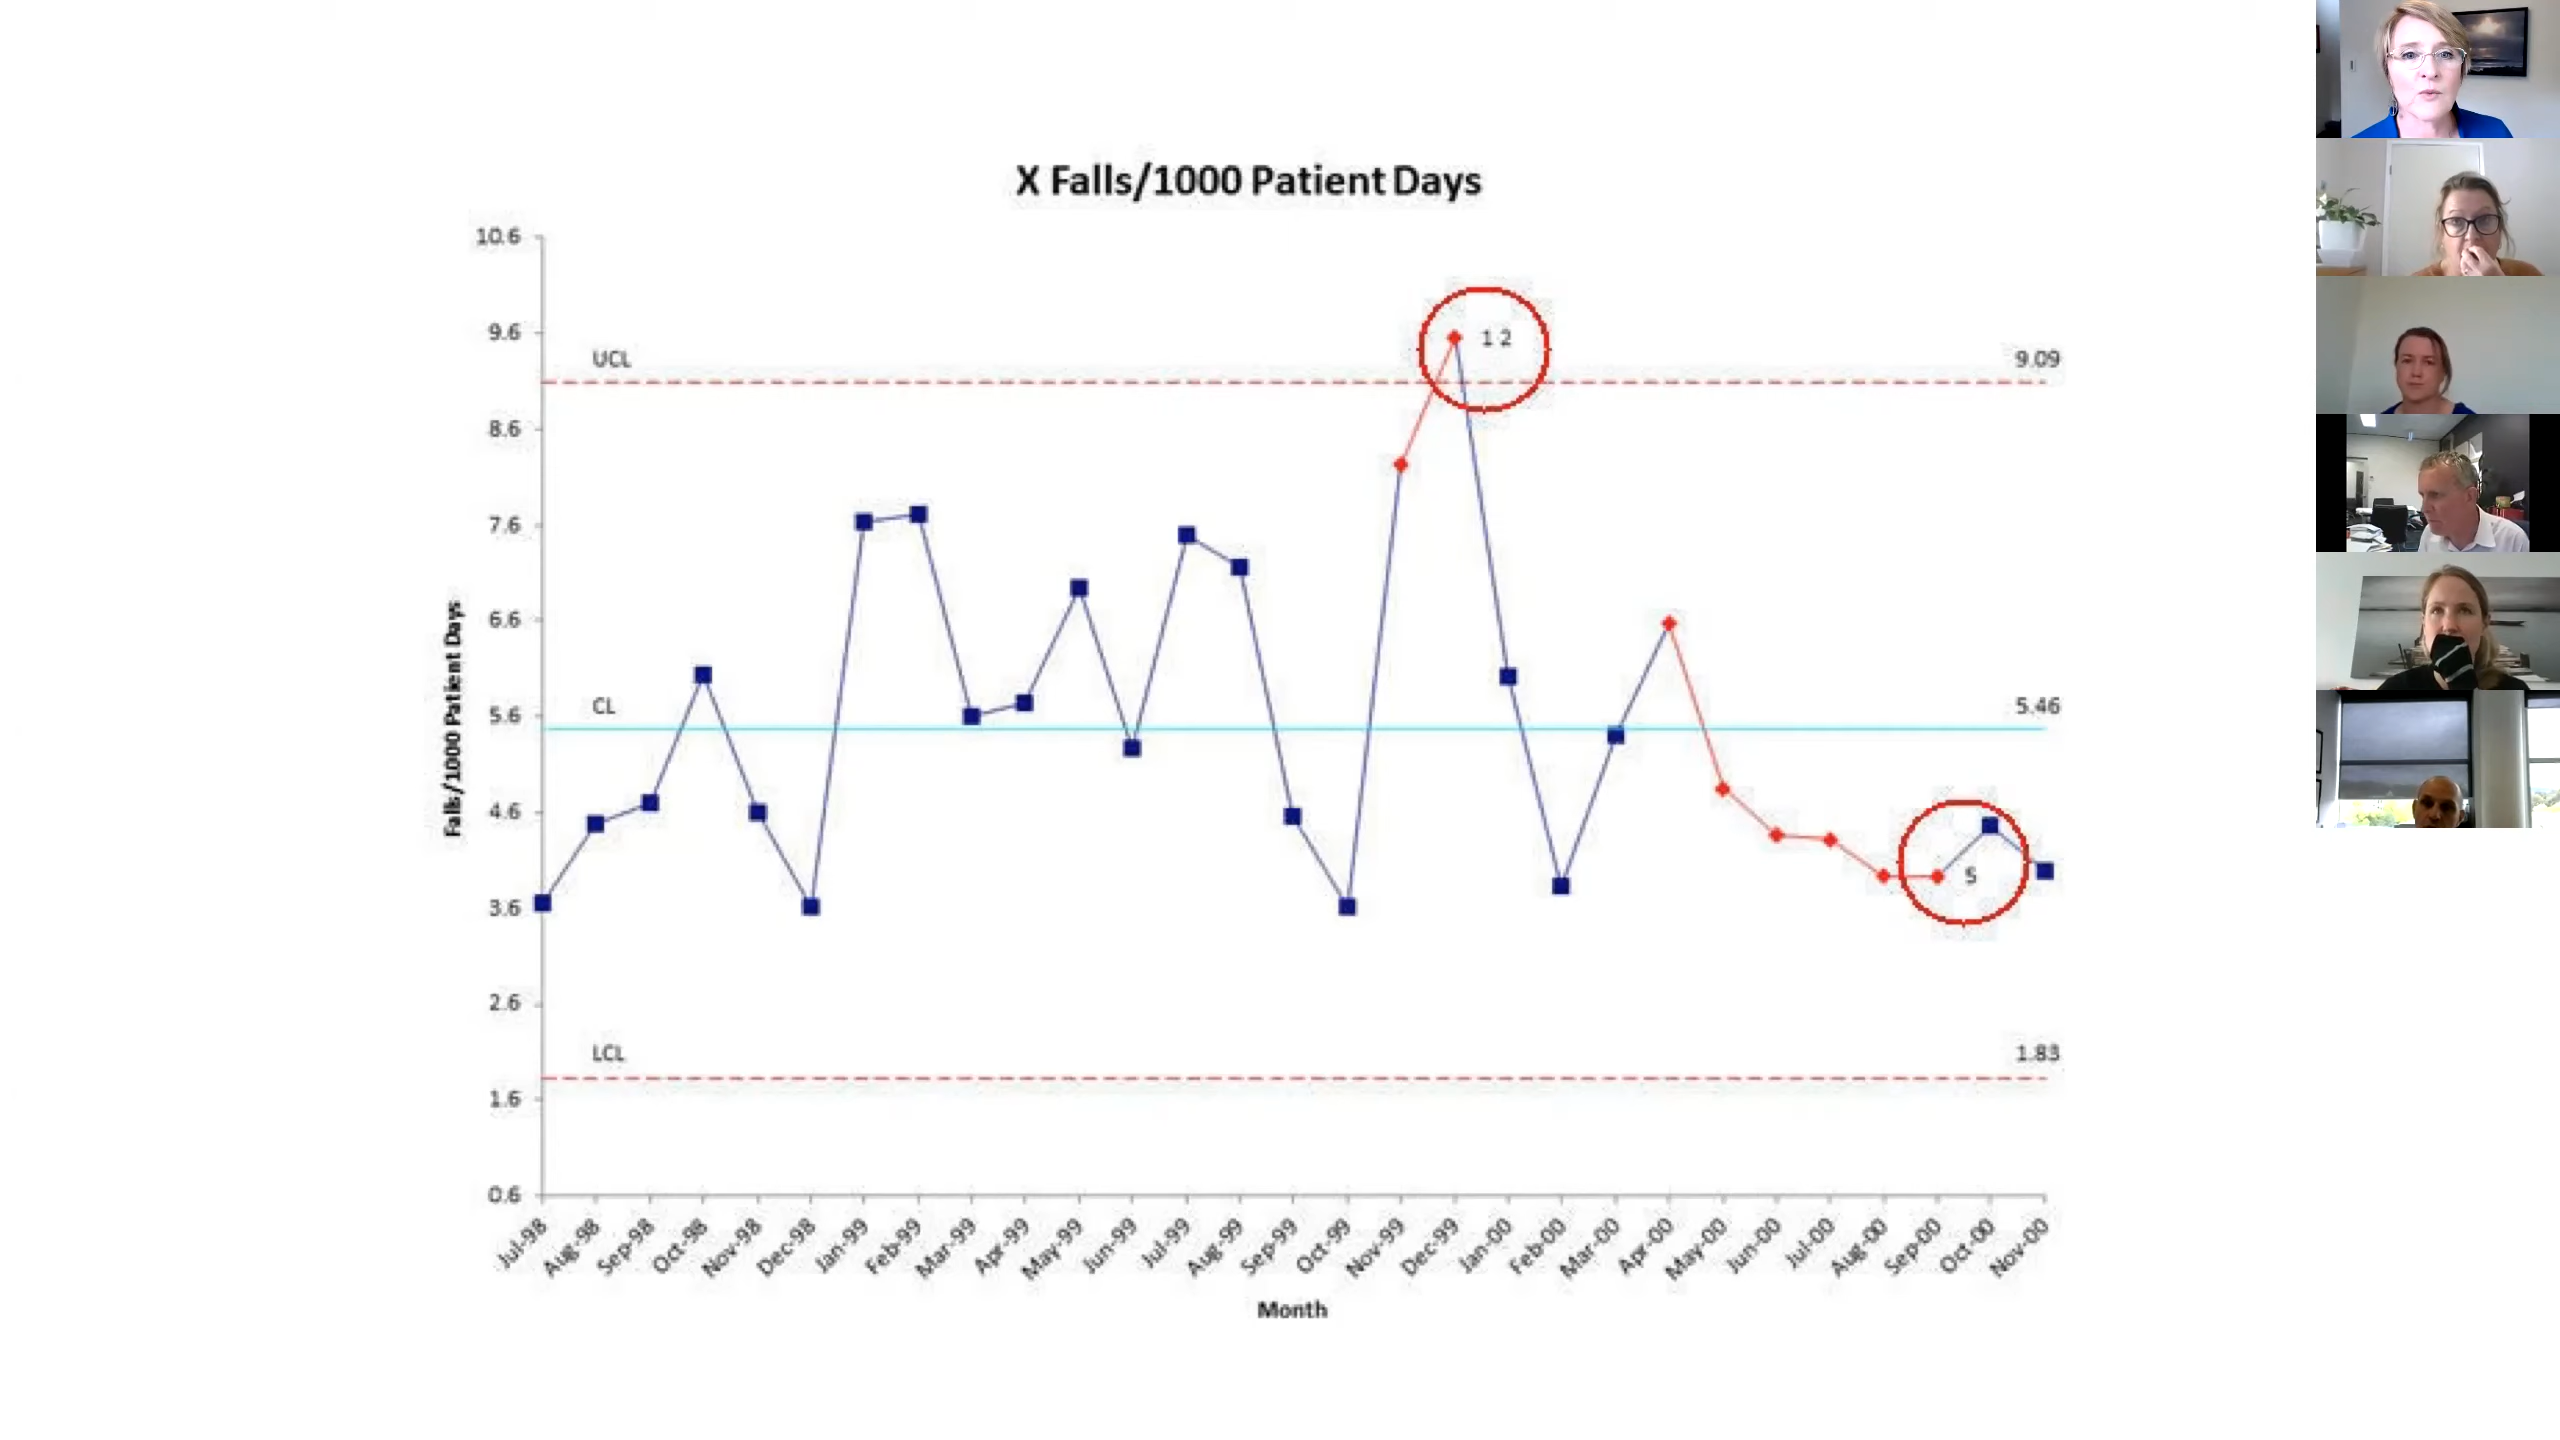 X Falls/1000 Patient Days
10.6
9.6
8.6
7.6
6.6
5.6
4.6
3.6
2.6
1.6
0.6
Falls/1000 Patient Days
UCL
9.09
CL
5.46
LCL
1.83
1 2
5
Jul-98
Aug-98
Sep-98
Oct-98
Nov-98
Dec-98
Jan-99
Feb-99
Mar-99
Apr-99
May-99
Jun-99
Jul-99
Aug-99
Sep-99
Oct-99
Nov-99
Dec-99
Jan-00
Feb-00
Mar-00
Apr-00
May-00
Jun-00
Jul-00
Aug-00
Sep-00
Oct-00
Nov-00
Month